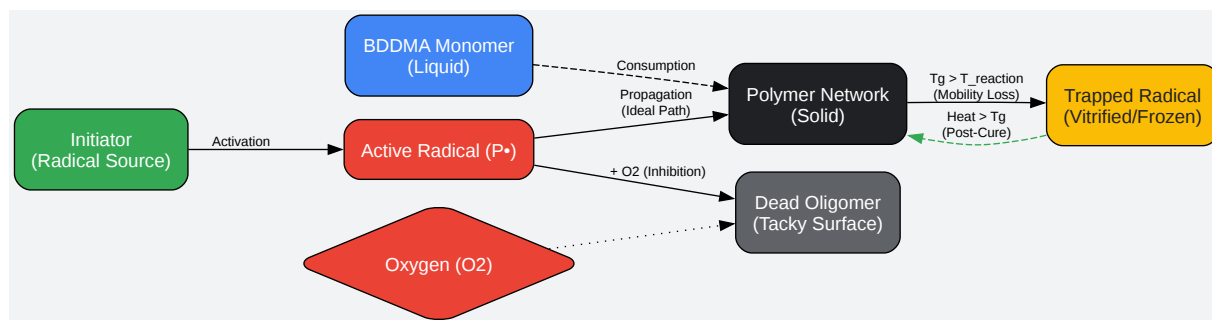 BDDMA Monomer
(Liquid)
Consumption
Initiator
(Radical Source)
Activation
Active Radical (P•)
Propagation
(Ideal Path)
Polymer Network
(Solid)
Tg > T_reaction
(Mobility Loss)
Heat > Tg
(Post-Cure)
Trapped Radical
(Vitrified/Frozen)
+ O2 (Inhibition)
Dead Oligomer
(Tacky Surface)
Oxygen (O2)